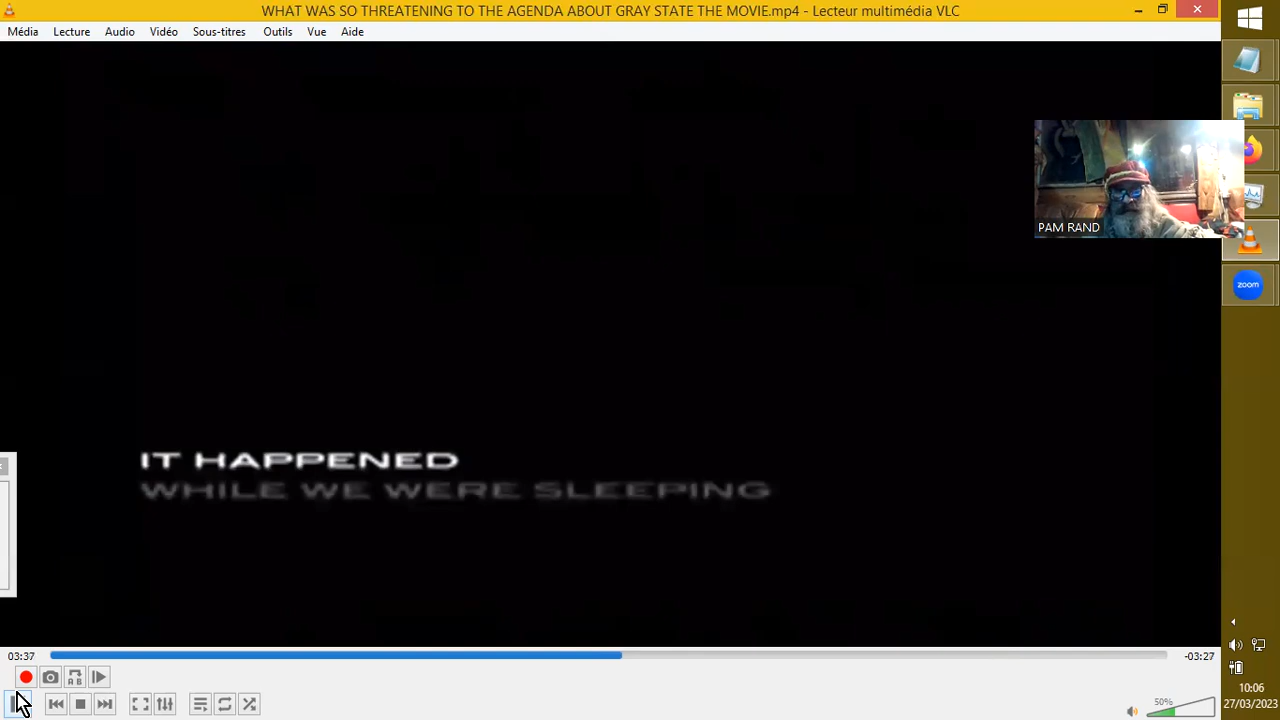 WHAT WAS SO THREATENING TO THE AGENDA ABOUT GRAY STATE THE MOVIE.mp4 - Lecteur multimédia VLC
Média Lecture Audio Vidéo Sous-titres Outils Vue Aide
PAM RAND
zoom
IT HAPPENED
WHILE WE WERE SLEEPING
03:37
-03:27
50%
10:06
27/03/2023